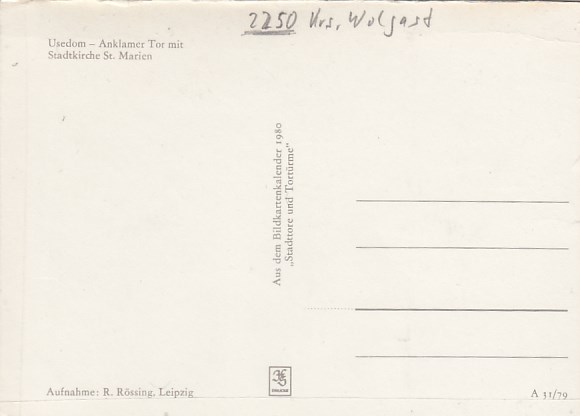 2250 Krs. Wolgast
Usedom – Anklamer Tor mit
Stadtkirche St. Marien
Aus dem Bildkartenkalender 1980
„Stadttore und Tortürme“
Aufnahme: R. Rössing, Leipzig
A 31/79